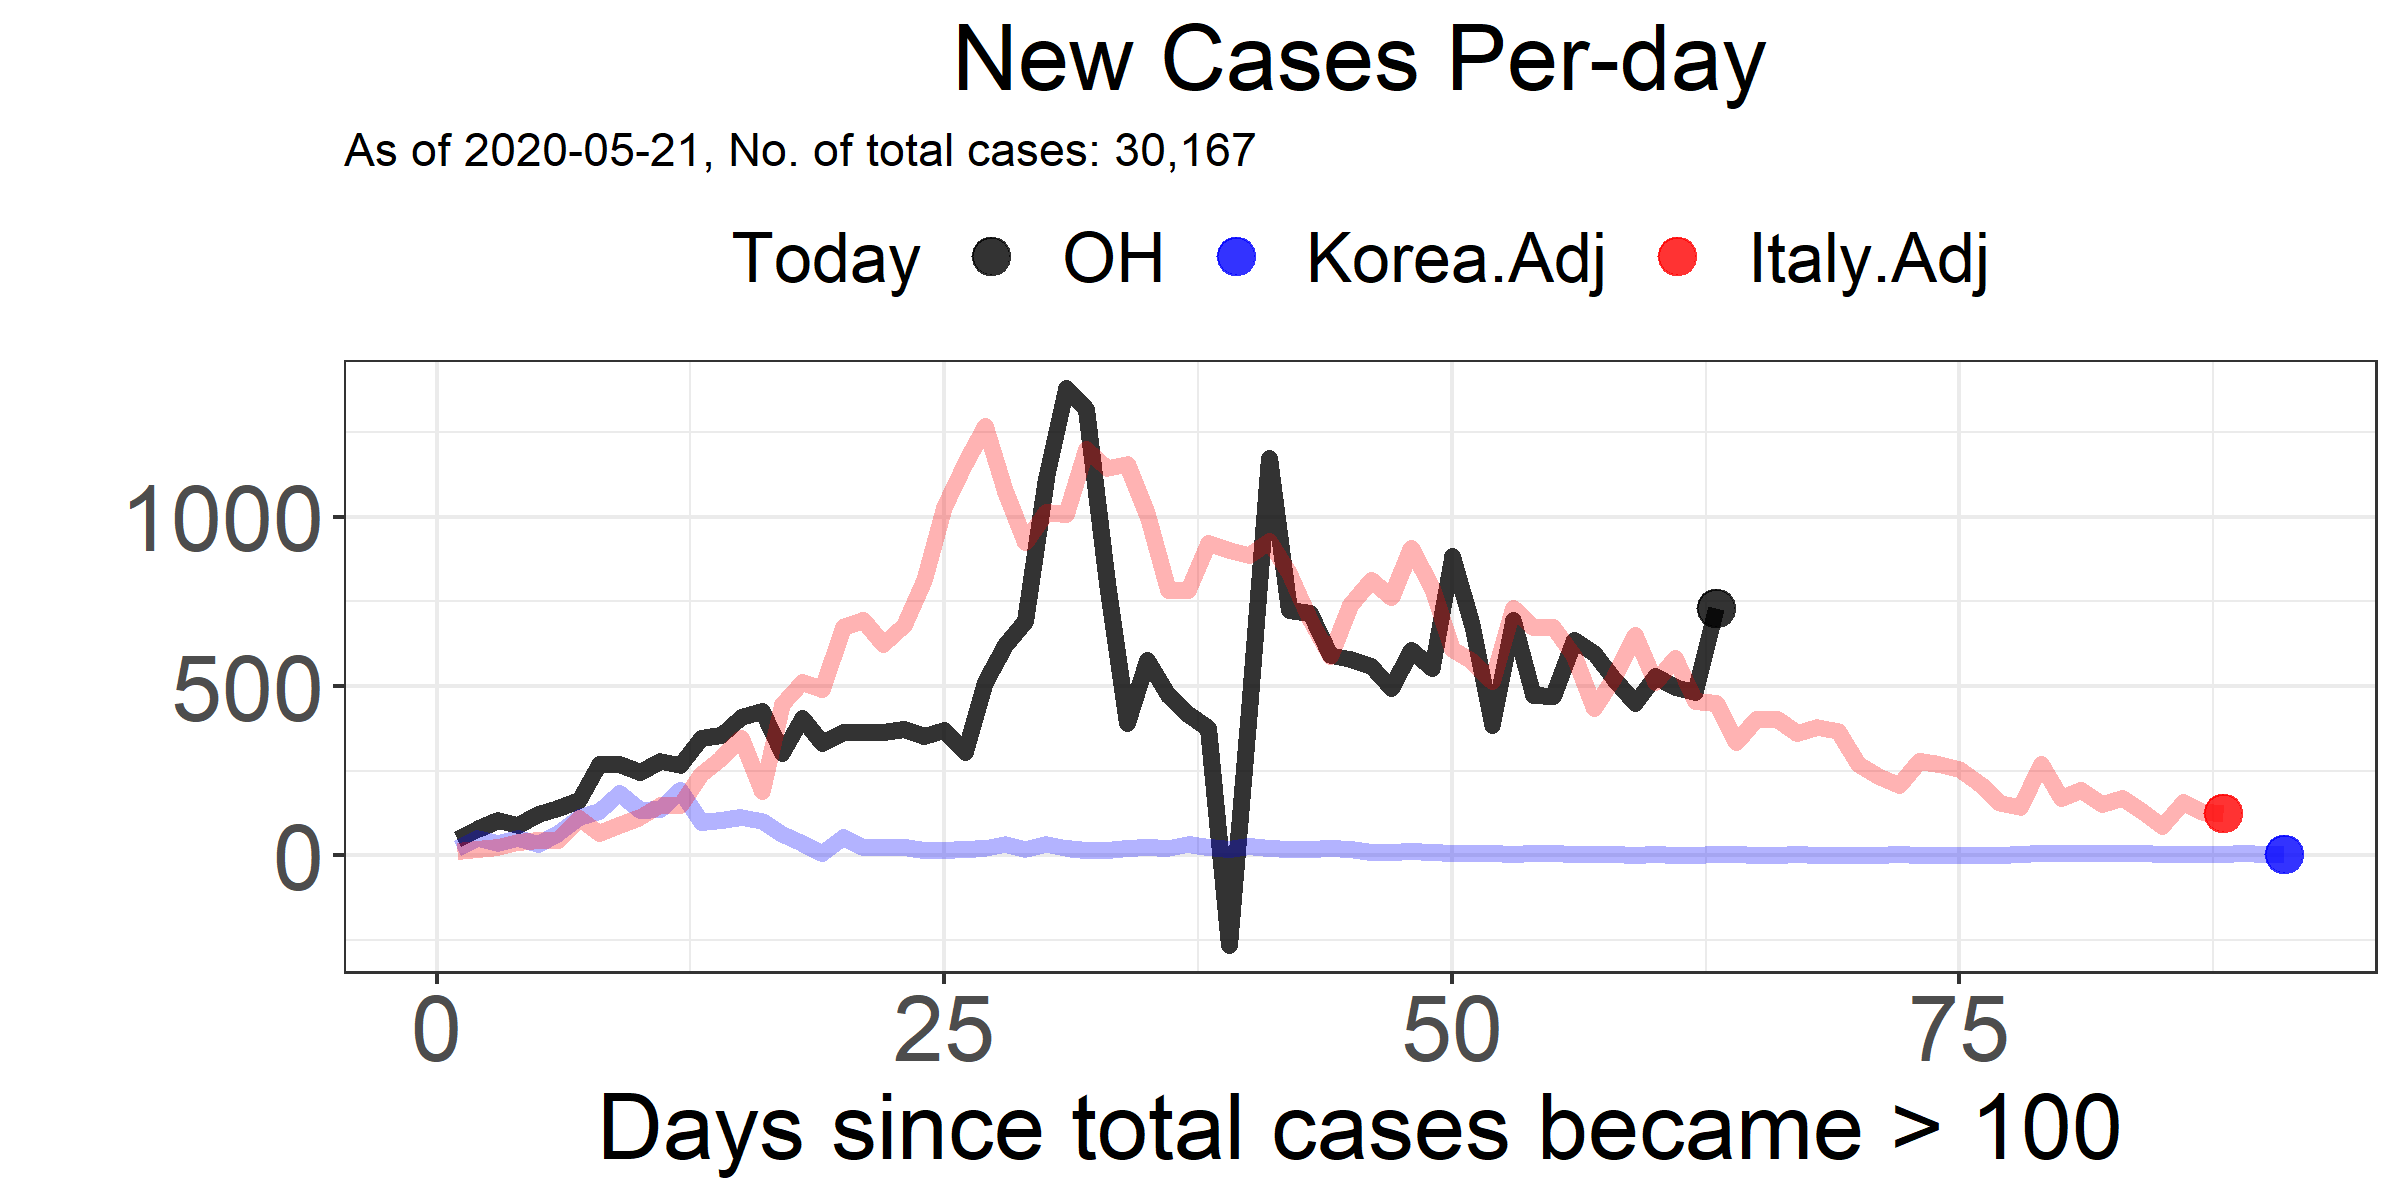 New Cases Per-day
As of 2020-05-21, No. of total cases: 30,167
Today OH Korea.Adj Italy.Adj
1000
500
0
0 25 50 75
Days since total cases became > 100